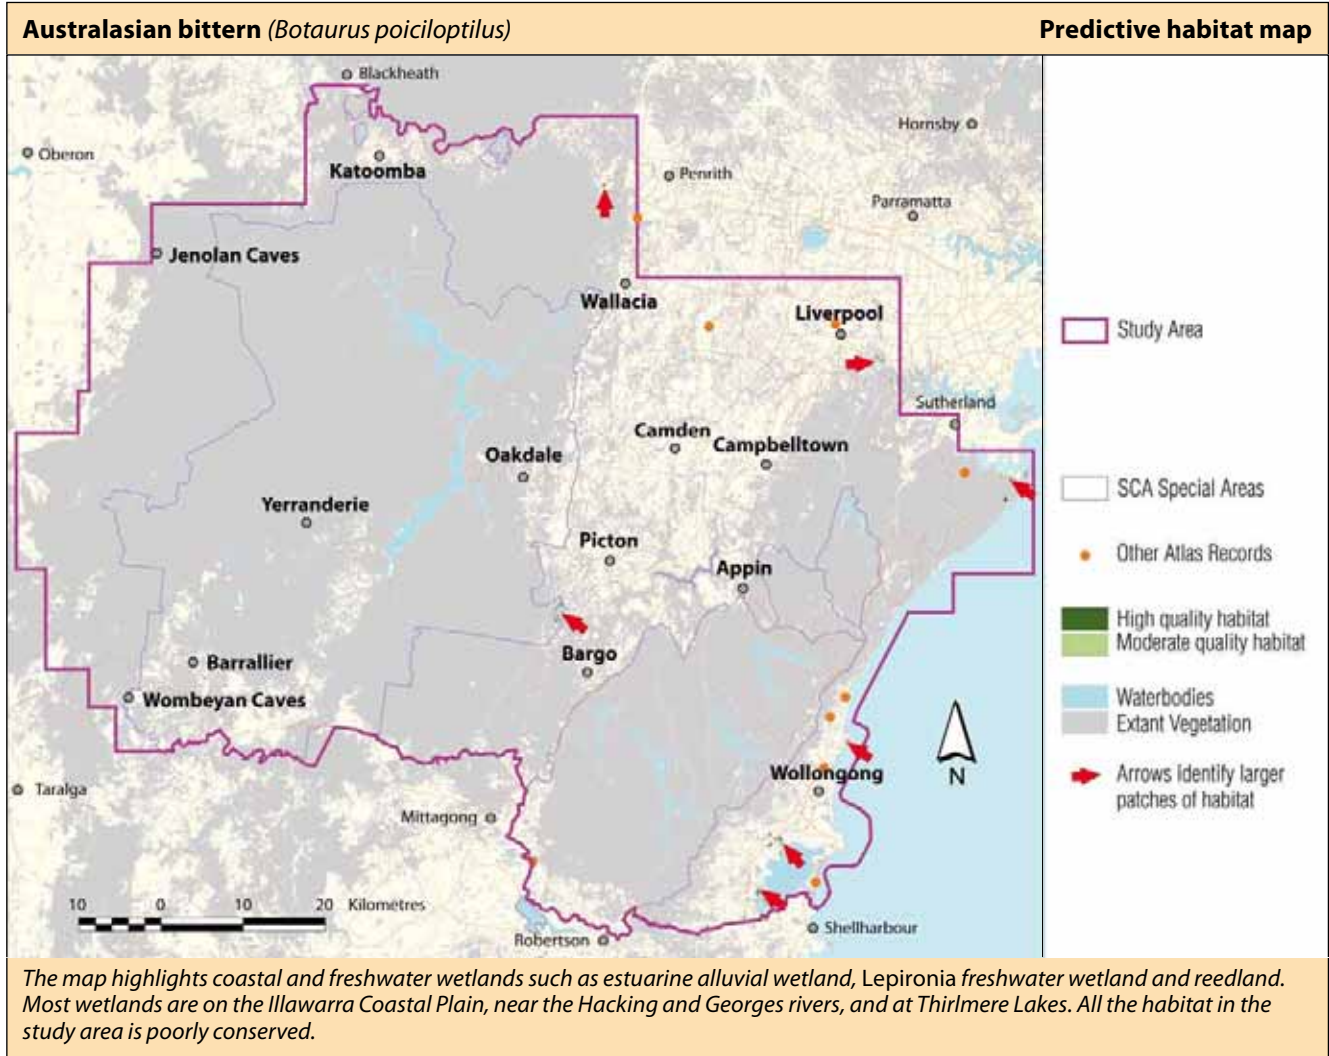 Australasian bittern (Botaurus poiciloptilus)
Predictive habitat map
Blackheath
Hornsby
Oberon
Katoomba
Penrith
Parramatta
Jenolan Caves
Wallacia
Liverpool
Study Area
Sutherland
Camden
Campbelltown
Oakdale
SCA Special Areas
Yerranderie
Picton
Other Atlas Records
Appin
High quality habitat
Moderate quality habitat
Bargo
Barrallier
Wombeyan Caves
Waterbodies
Extant Vegetation
Wollongong
N
Arrows identify larger
patches of habitat
Taralga
Mittagong
10 0 10 20 Kilometres
Shellharbour
Robertson
The map highlights coastal and freshwater wetlands such as estuarine alluvial wetland, Lepironia freshwater wetland and reedland.
Most wetlands are on the Illawarra Coastal Plain, near the Hacking and Georges rivers, and at Thirlmere Lakes. All the habitat in the
study area is poorly conserved.